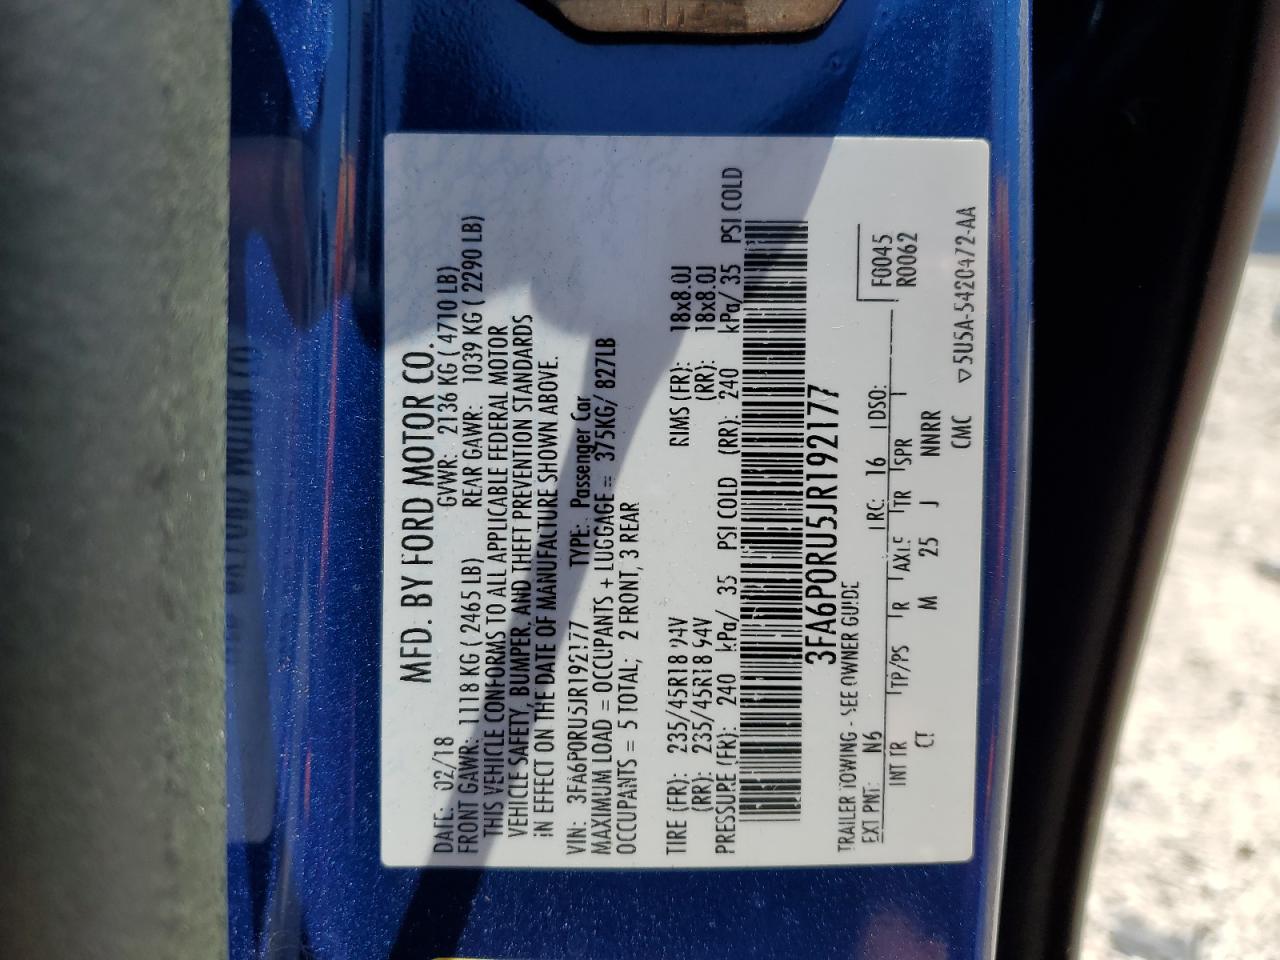 MFD. BY FORD MOTOR CO.
DATE: 02/18 GVWR: 2136 KG ( 4710 LB)
FRONT GAWR: 1118 KG ( 2465 LB) REAR GAWR: 1039 KG ( 2290 LB)
THIS VEHICLE CONFORMS TO ALL APPLICABLE FEDERAL MOTOR
VEHICLE SAFETY, BUMPER, AND THEFT PREVENTION STANDARDS
IN EFFECT ON THE DATE OF MANUFACTURE SHOWN ABOVE.
VIN: 3FA6P0RU5JR192177 TYPE: Passenger Car
MAXIMUM LOAD = OCCUPANTS + LUGGAGE = 375KG/ 827LB
OCCUPANTS = 5 TOTAL; 2 FRONT, 3 REAR
TIRE (FR): 235/45R18 94V RIMS (FR): 18x8.0J
(RR): 235/45R18 94V (RR): 18x8.0J
PRESSURE (FR): 240 kPa/ 35 PSI COLD (RR): 240 kPa/ 35 PSI COLD
3FA6P0RU5JR192177
TRAILER TOWING - SEE OWNER GUIDE
EXT PNT: N6 RC: 16 DSO: F0045
INT TR TP/PS R AXLE TR SPR R0062
CT M 25 J NNRR
CMC ▽5U5A-5420472-AA